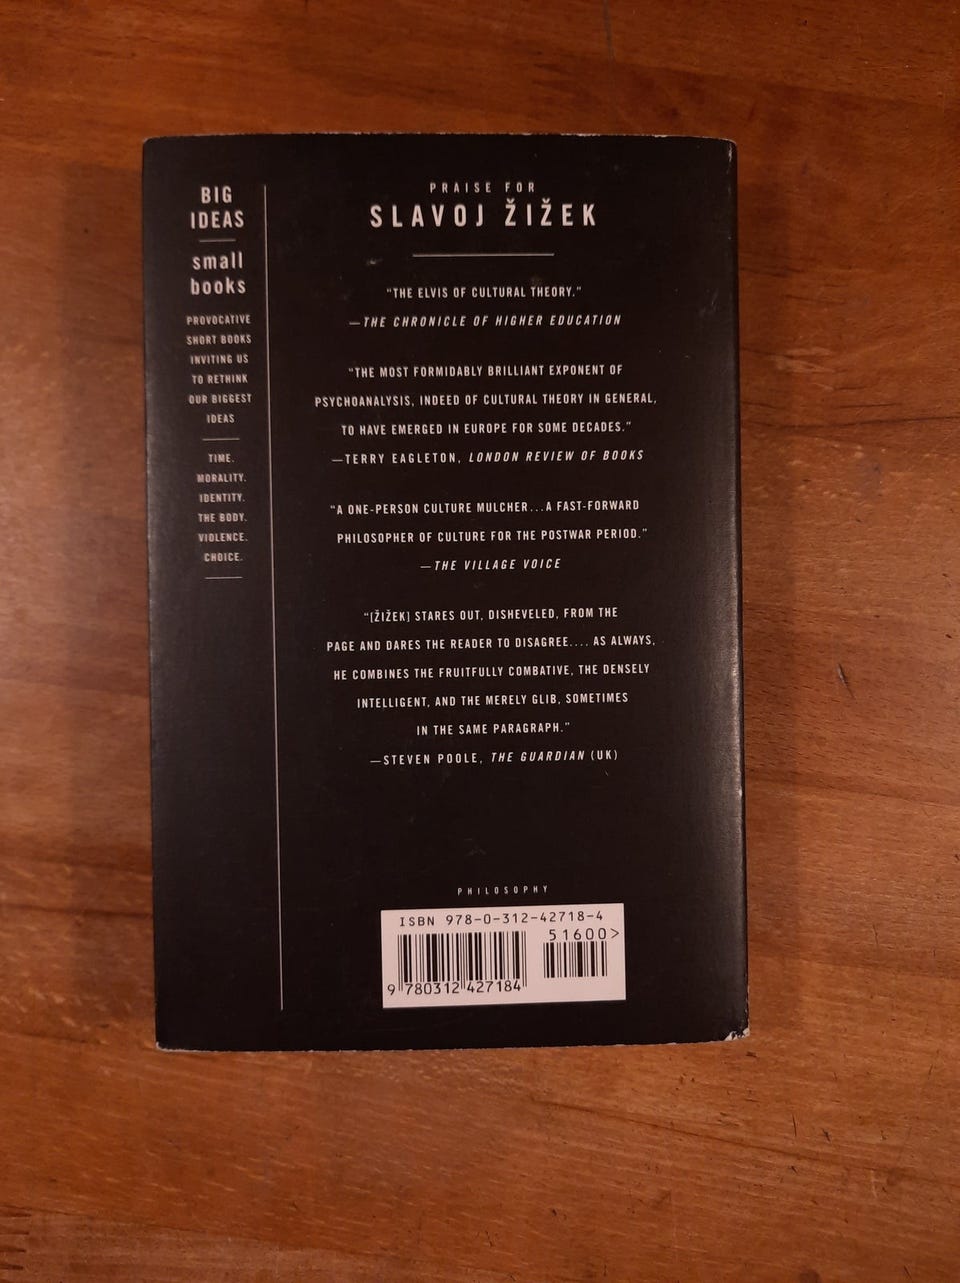 BIG
IDEAS
small
books
PROVOCATIVE
SHORT BOOKS
INVITING US
TO RETHINK
OUR BIGGEST
IDEAS
TIME.
MORALITY.
IDENTITY.
THE BODY.
VIOLENCE.
CHOICE.
PRAISE FOR
SLAVOJ ŽIŽEK
"THE ELVIS OF CULTURAL THEORY."
—THE CHRONICLE OF HIGHER EDUCATION
"THE MOST FORMIDABLY BRILLIANT EXPONENT OF
PSYCHOANALYSIS, INDEED OF CULTURAL THEORY IN GENERAL,
TO HAVE EMERGED IN EUROPE FOR SOME DECADES."
—TERRY EAGLETON, LONDON REVIEW OF BOOKS
"A ONE-PERSON CULTURE MULCHER...A FAST-FORWARD
PHILOSOPHER OF CULTURE FOR THE POSTWAR PERIOD."
—THE VILLAGE VOICE
"[ŽIŽEK] STARES OUT, DISHEVELED, FROM THE
PAGE AND DARES THE READER TO DISAGREE.... AS ALWAYS,
HE COMBINES THE FRUITFULLY COMBATIVE, THE DENSELY
INTELLIGENT, AND THE MERELY GLIB, SOMETIMES
IN THE SAME PARAGRAPH."
—STEVEN POOLE, THE GUARDIAN (UK)
PHILOSOPHY
ISBN 978-0-312-42718-4
51600>
9 780312 427184